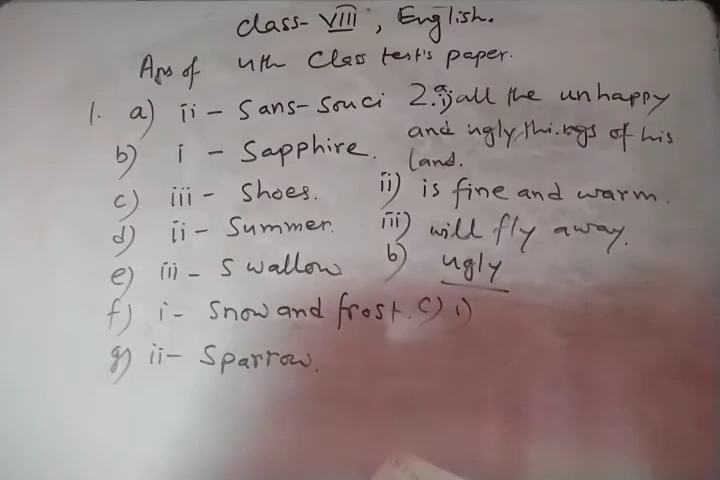 Class-VIII, English.
Ans of 4th Class test's paper.
1. a) ii - Sans-Souci
b) i - Sapphire.
c) iii - Shoes.
d) ii - Summer.
e) iii - Swallow
f) i- Snow and frost.
g) ii- Sparrow.
2. a) i) all the unhappy
and ugly things of his
land.
ii) is fine and warm.
iii) will fly away.
b) ugly
c) i)